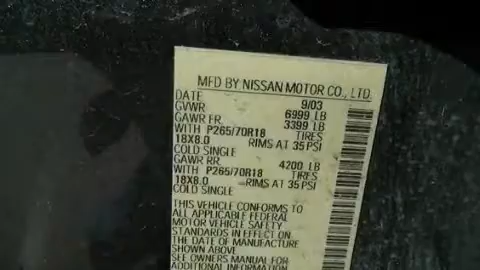 MFD BY NISSAN MOTOR CO., LTD.
DATE 9/03
GVWR 6999 LB
GAWR FR. 3399 LB
WITH P265/70R18 TIRES
18X8.0 RIMS AT 35 PSI
COLD SINGLE
GAWR RR. 4200 LB
WITH P265/70R18 TIRES
18X8.0 RIMS AT 35 PSI
COLD SINGLE
THIS VEHICLE CONFORMS TO
ALL APPLICABLE FEDERAL
MOTOR VEHICLE SAFETY
STANDARDS IN EFFECT ON
THE DATE OF MANUFACTURE
SHOWN ABOVE
SEE OWNERS MANUAL FOR
ADDITIONAL INFORMATION